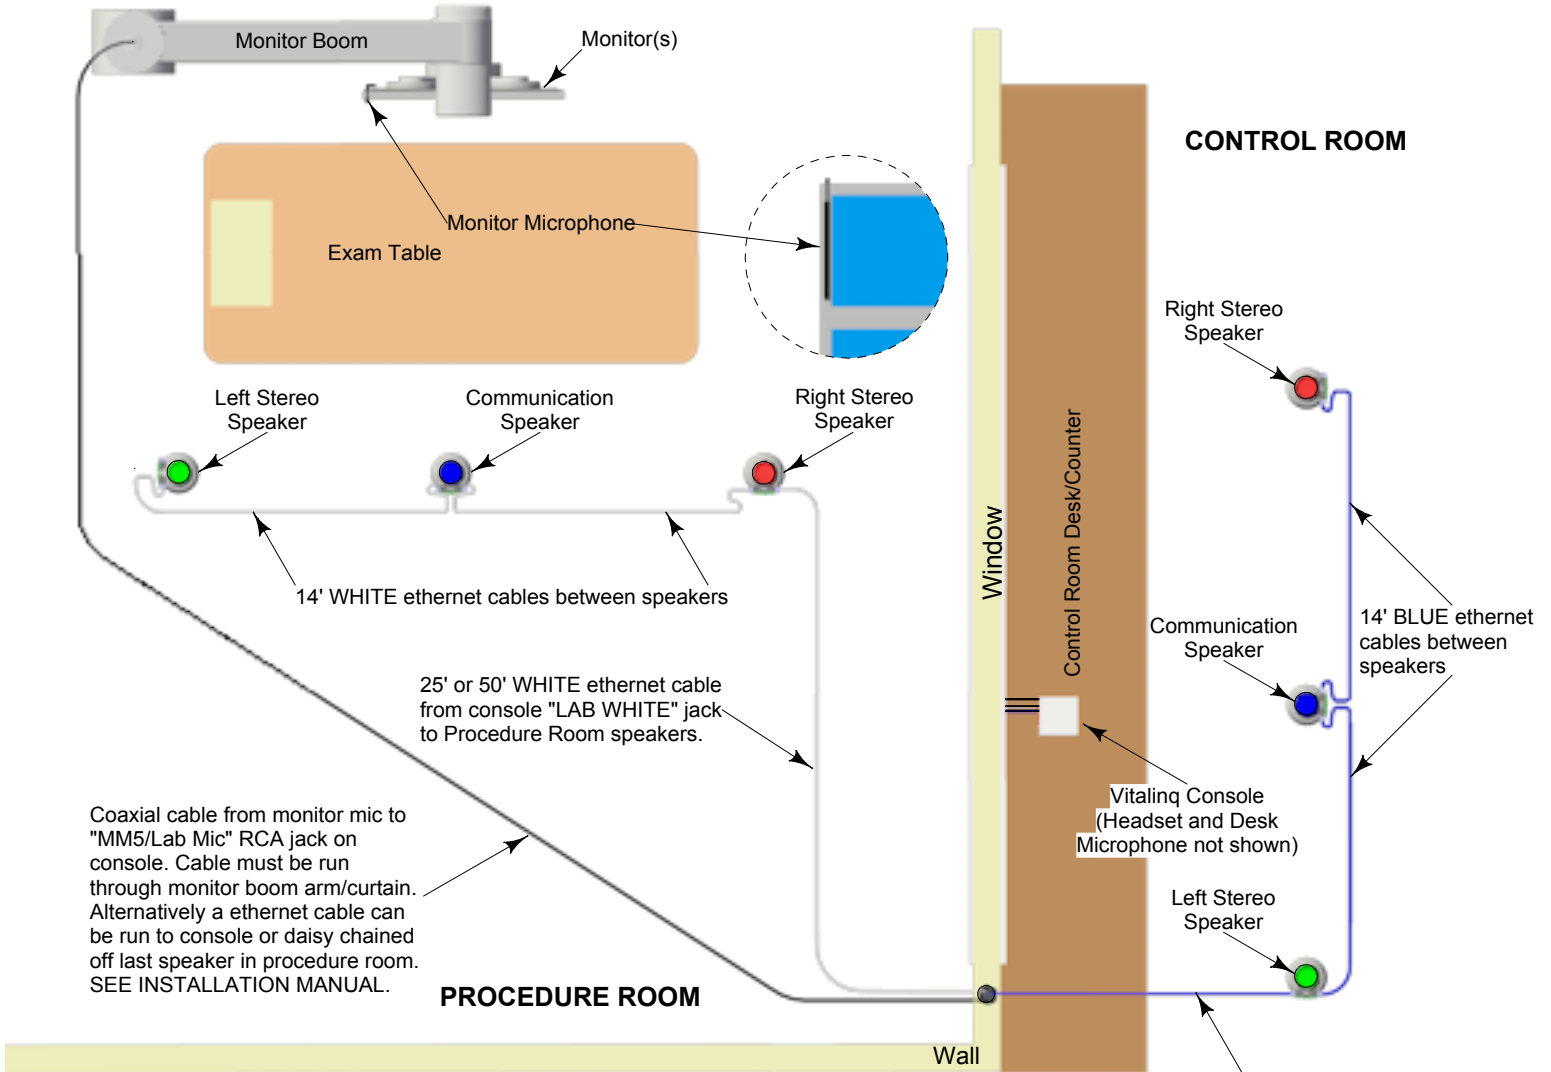 Monitor Boom
Monitor(s)
CONTROL ROOM
Monitor Microphone
Exam Table
Right Stereo
Speaker
Left Stereo
Speaker
Communication
Speaker
Right Stereo
Speaker
Control Room Desk/Counter
Window
14' WHITE ethernet cables between speakers
14' BLUE ethernet
cables between
speakers
Communication
Speaker
25' or 50' WHITE ethernet cable
from console "LAB WHITE" jack
to Procedure Room speakers.
Vitalinq Console
(Headset and Desk
Microphone not shown)
Coaxial cable from monitor mic to
"MM5/Lab Mic" RCA jack on
console. Cable must be run
through monitor boom arm/curtain.
Alternatively a ethernet cable can
be run to console or daisy chained
off last speaker in procedure room.
SEE INSTALLATION MANUAL.
Left Stereo
Speaker
PROCEDURE ROOM
Wall